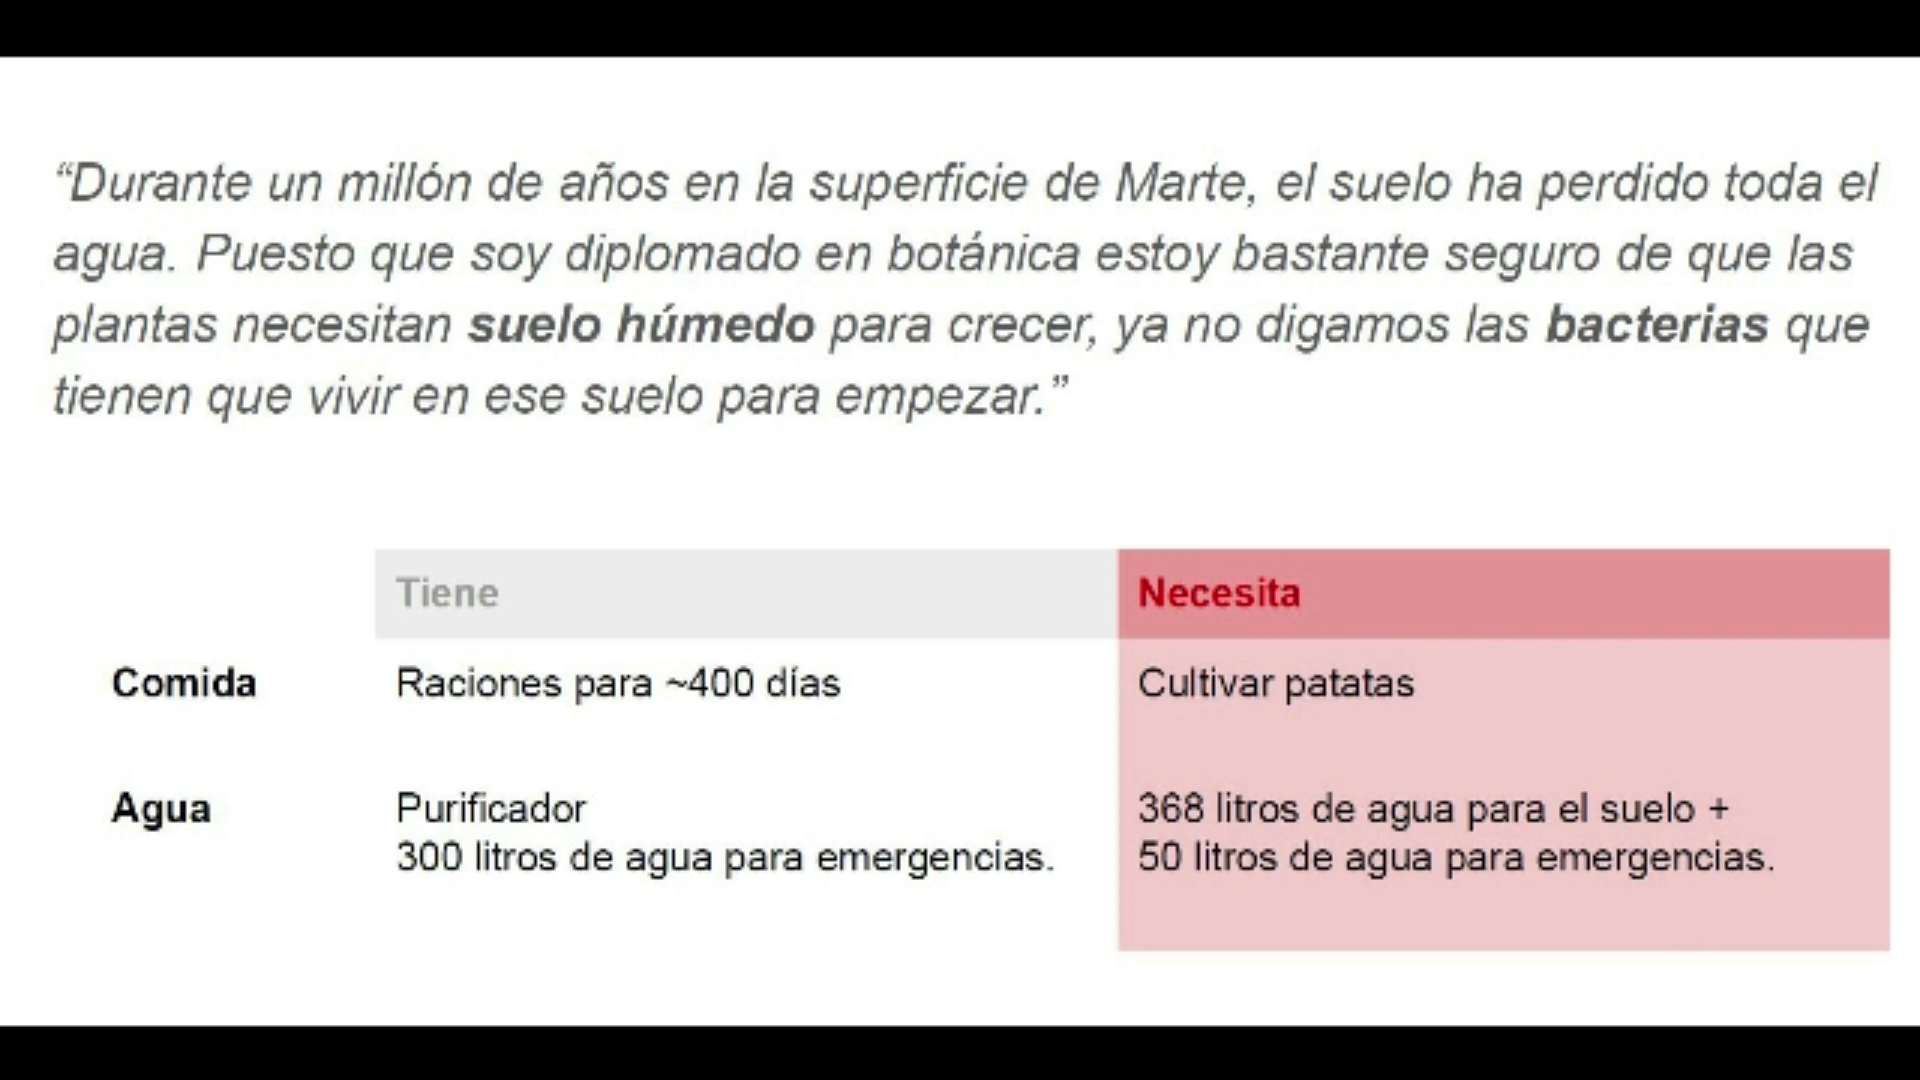 “Durante un millón de años en la superficie de Marte, el suelo ha perdido toda el
agua. Puesto que soy diplomado en botánica estoy bastante seguro de que las
plantas necesitan suelo húmedo para crecer, ya no digamos las bacterias que
tienen que vivir en ese suelo para empezar.”
Tiene Necesita
Comida Raciones para ~400 días Cultivar patatas
Agua Purificador 368 litros de agua para el suelo +
300 litros de agua para emergencias. 50 litros de agua para emergencias.